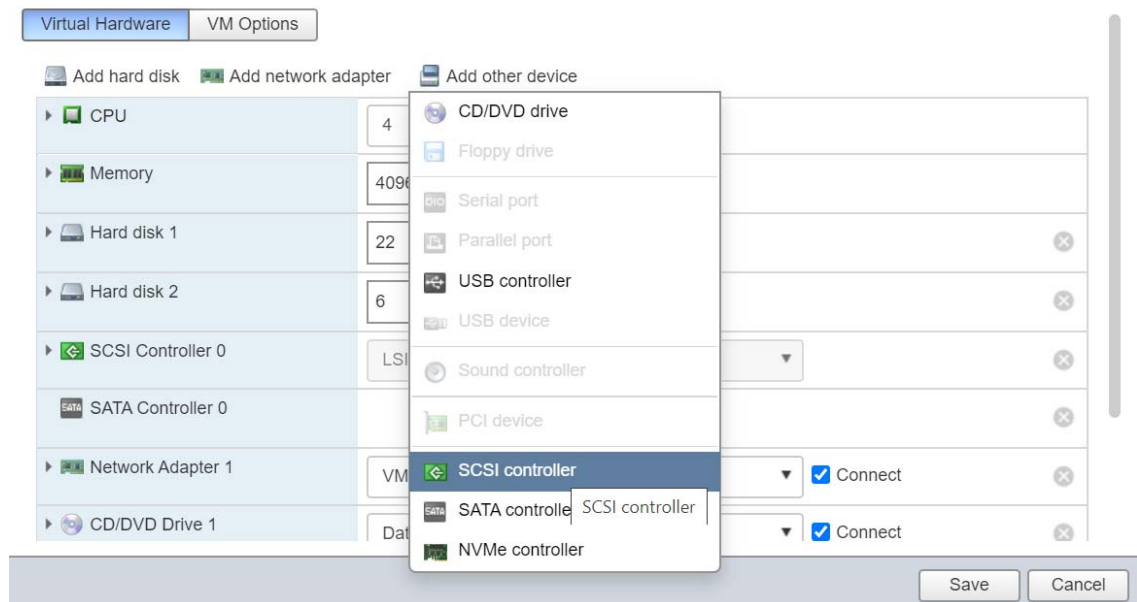 Virtual Hardware VM Options
Add hard disk Add network adapter Add other device
CPU 4
Memory 4096
Hard disk 1 22
Hard disk 2 6
SCSI Controller 0 LSI
SATA Controller 0
Network Adapter 1 VM Connect
CD/DVD Drive 1 Dat Connect
CD/DVD drive
Floppy drive
Serial port
Parallel port
USB controller
USB device
Sound controller
PCI device
SCSI controller
SATA controlle SCSI controller
NVMe controller
Save Cancel